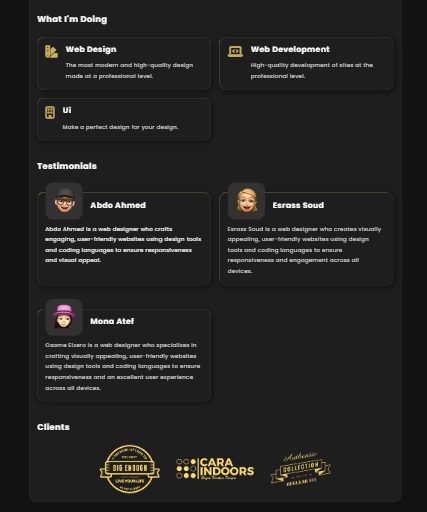 What I'm Doing
Web Design
The most modern and high-quality design
made at a professional level.
Web Development
High-quality development of sites at the
professional level.
Ui
Make a perfect design for your design.
Testimonials
Abdo Ahmed
Abdo Ahmed is a web designer who crafts
engaging, user-friendly websites using design tools
and coding languages to ensure responsiveness
and visual appeal.
Esrass Soud
Esrass Soud is a web designer who creates visually
appealing, user-friendly websites using design
tools and coding languages to ensure
responsiveness and engagement across all
devices.
Mona Atef
Osama Elzero is a web designer who specializes in
crafting visually appealing, user-friendly websites
using design tools and coding languages to ensure
responsiveness and an excellent user experience
across all devices.
Clients
BIG ENOUGH
LIVE YOUR LIFE
CARA
INDOORS
Authentic
COLLECTION
REGULAR FIT